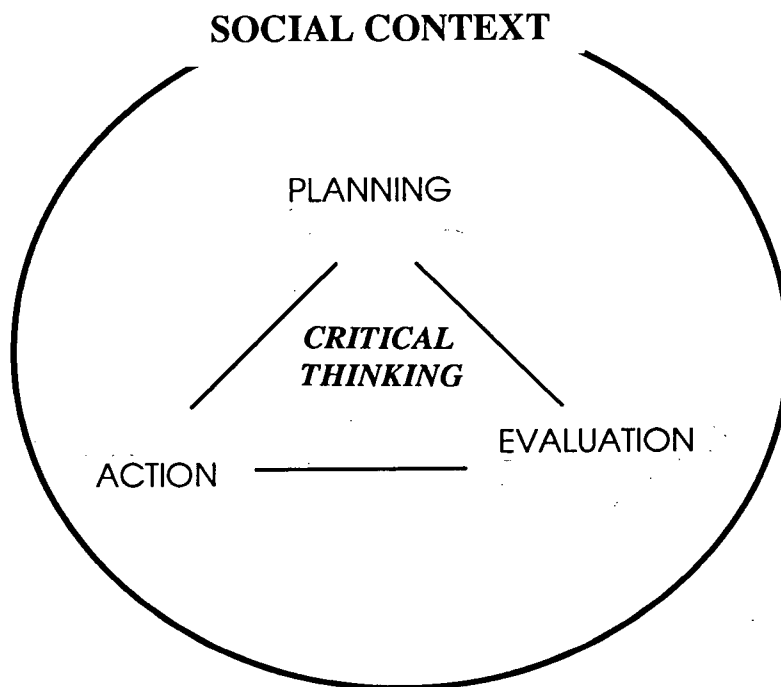 SOCIAL CONTEXT
PLANNING
CRITICAL
THINKING
EVALUATION
ACTION